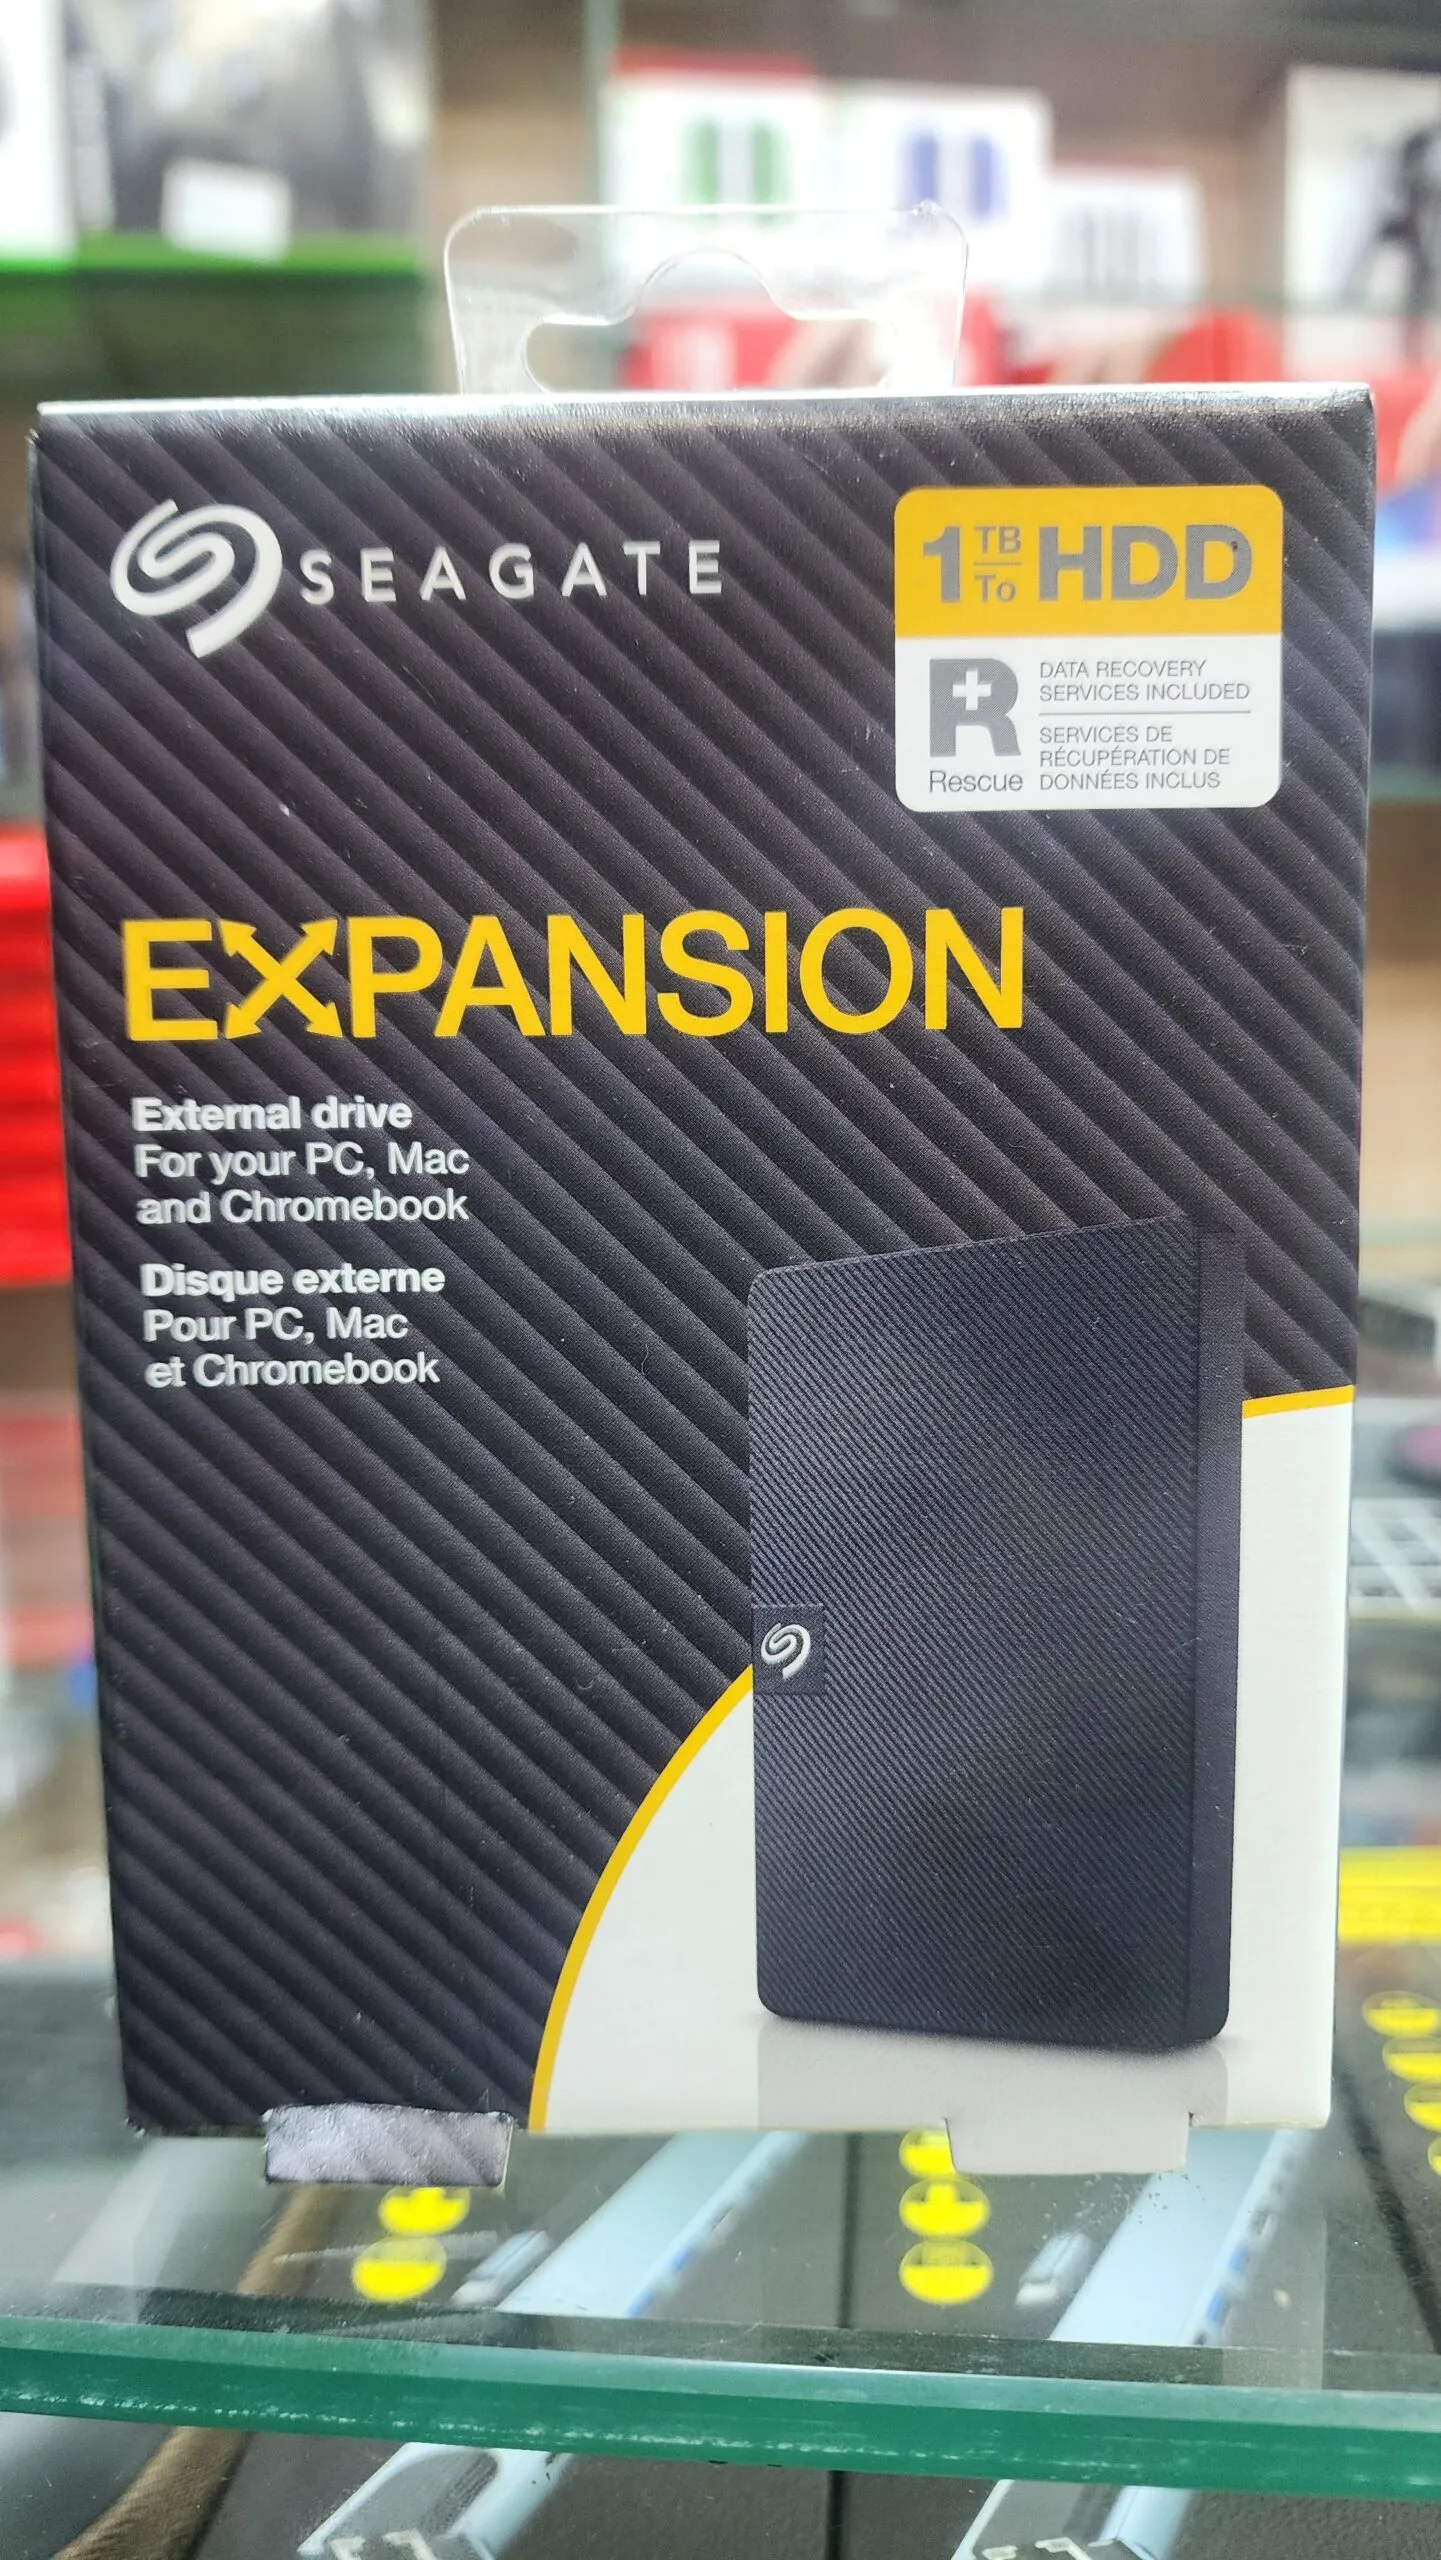 SEAGATE
1 TB To HDD
R
Rescue
DATA RECOVERY
SERVICES INCLUDED
SERVICES DE
RÉCUPÉRATION DE
DONNÉES INCLUS
EXPANSION
External drive
For your PC, Mac
and Chromebook
Disque externe
Pour PC, Mac
et Chromebook